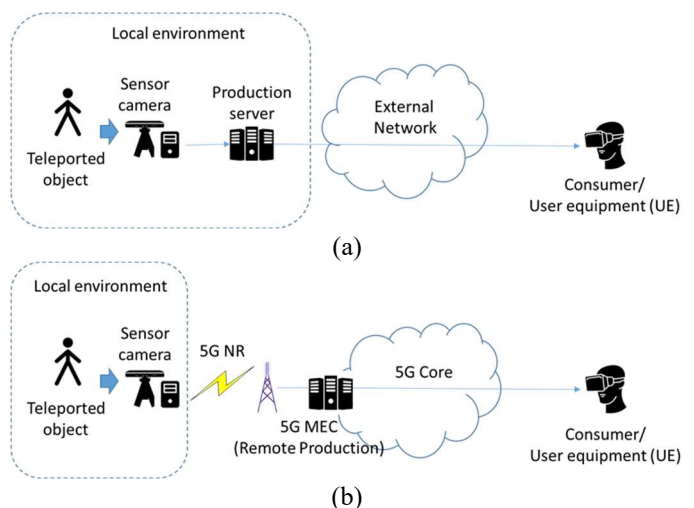 Local environment
Sensor
camera
Production
server
External
Network
Teleported
object
Consumer/
User equipment (UE)
(a)
Local environment
Sensor
camera
5G NR
5G Core
Teleported
object
5G MEC
(Remote Production)
Consumer/
User equipment (UE)
(b)